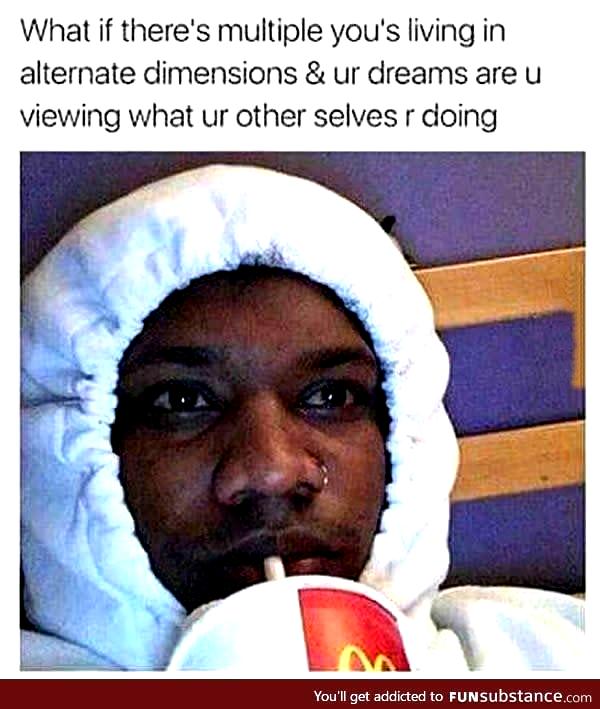 What if there's multiple you's living in
alternate dimensions & ur dreams are u
viewing what ur other selves r doing
You'll get addicted to FUNsubstance.com